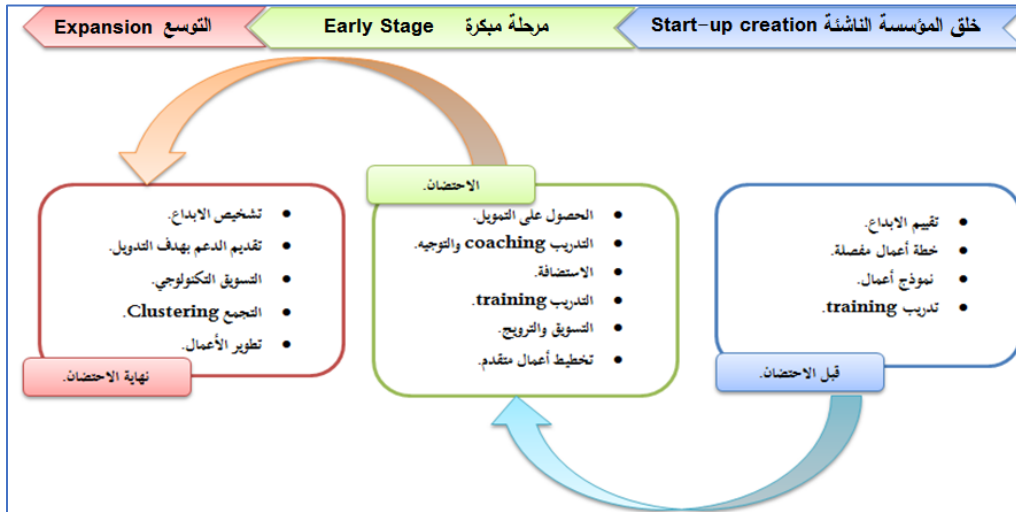 خلق المؤسسة الناشئة Start-up creation
مرحلة مبكرة Early Stage
التوسع Expansion
تقييم الابداع.
خطة أعمال مفصلة.
نموذج أعمال.
تدريب training.
قبل الاحتضان.
الاحتضان.
الحصول على التمويل.
التدريب coaching والتوجيه.
الاستضافة.
التدريب training.
التسويق والترويج.
تخطيط أعمال متقدم.
تشخيص الابداع.
تقديم الدعم بهدف التدويل.
التسويق التكنولوجي.
التجمع Clustering.
تطوير الأعمال.
نهاية الاحتضان.